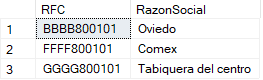 RFC RazonSocial
1 BBBB800101 Oviedo
2 FFFF800101 Comex
3 GGGG800101 Tabiquera del centro